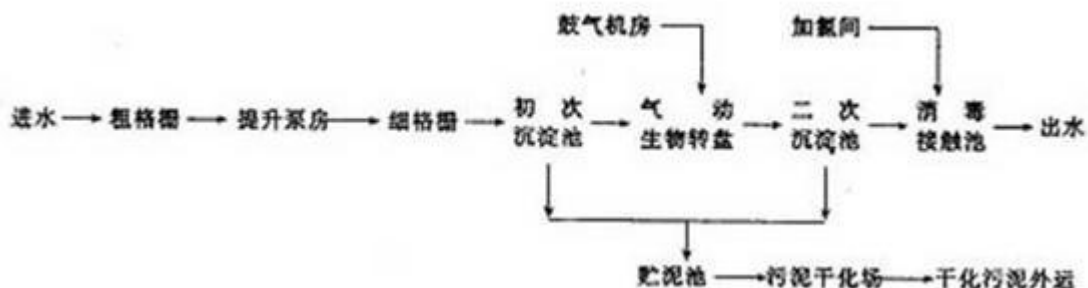 鼓气机房 加氯间
进水 粗格栅 提升泵房 细格栅 初次 气动 二次 消毒 出水
沉淀池 生物转盘 沉淀池 接触池
贮泥池 污泥干化场 干化污泥外运